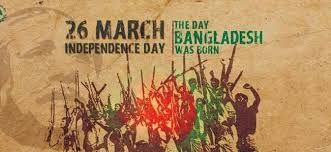 26 MARCH
INDEPENDENCE DAY
THE DAY
BANGLADESH
WAS BORN